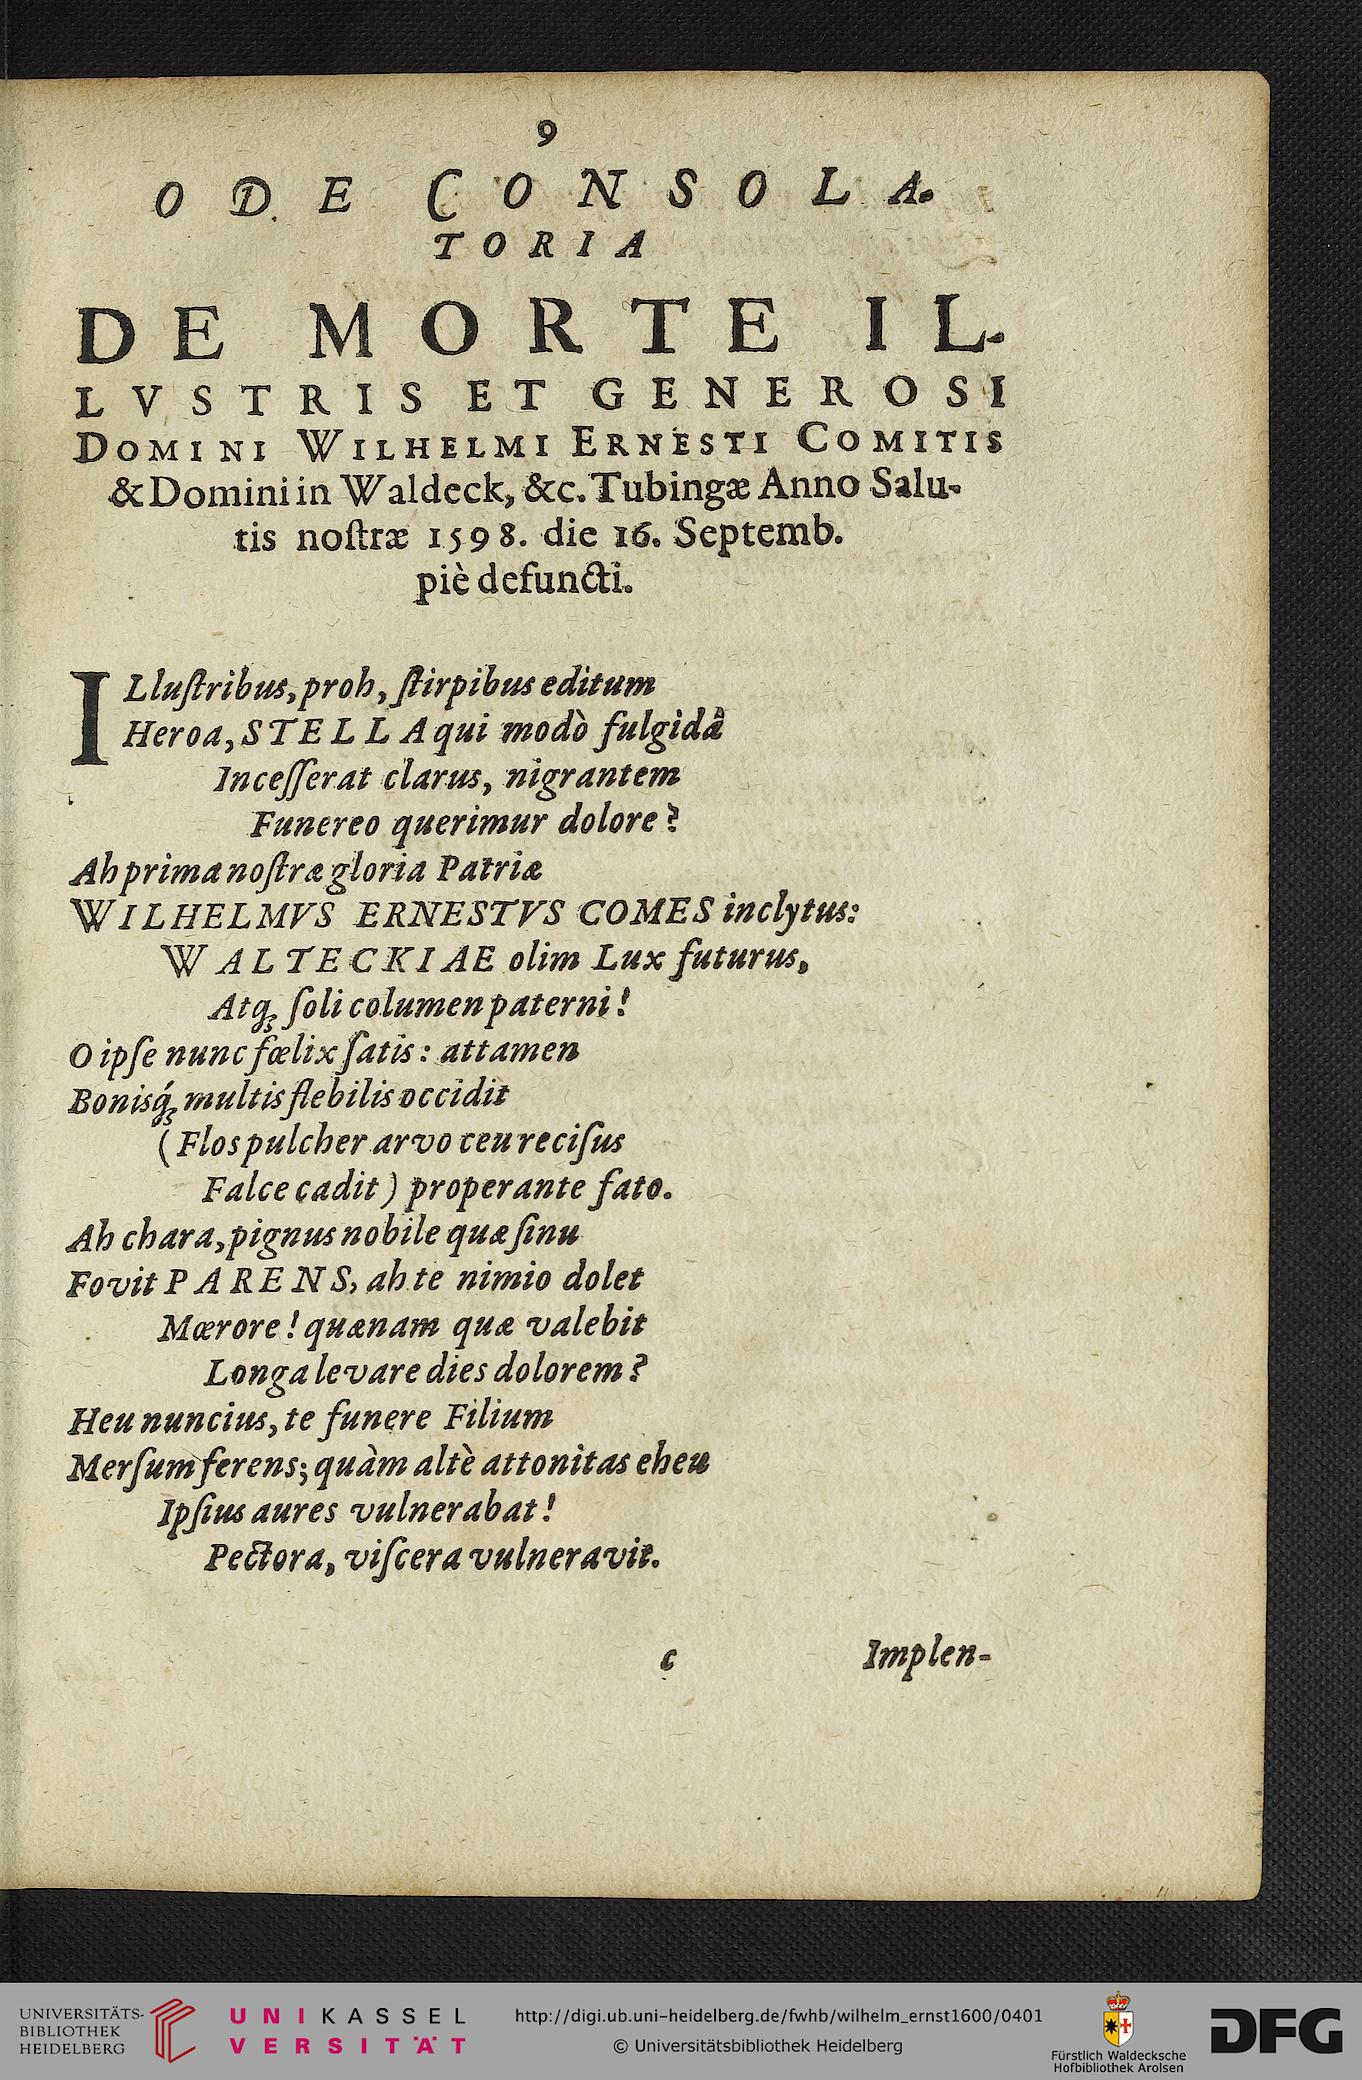 9
ODE CONSOLA-
TORIA
DE MORTE IL-
LVSTRIS ET GENEROSI
DOMINI WILHELMI ERNESTI COMITIS
& Domini in Waldeck, &c. Tubingæ Anno Salu-
tis noſtræ 1598. die 16. Septemb.
piè defuncti.
ILluſtribus, proh, ſtirpibus editum
Heroa, STELLA qui modò fulgidâ
Inceſſerat clarus, nigrantem
Funereo querimur dolore?
Ah prima noſtræ gloria Patriæ
WILHELMVS ERNESTVS COMES inclytus:
WALTECKIAE olim Lux futurus,
Atq; ſoli columen paterni!
O ipſe nunc fœlix ſatis: attamen
Bonisq́; multis flebilis occidit
(Flos pulcher arvo ceu reciſus
Falce cadit) properante fato.
Ah chara, pignus nobile quæ ſinu
Fovit PARENS, ah te nimio dolet
Mœrore! quænam quæ valebit
Longa levare dies dolorem?
Heu nuncius, te funere Filium
Merſum ferens; quàm altè attonitas eheu
Ipſius aures vulnerabat!
Pectora, viſcera vulneravit.
c Implen-
UNIVERSITÄTS-
BIBLIOTHEK
HEIDELBERG
UNIKASSEL
VERSITÄT
http://digi.ub.uni-heidelberg.de/fwhb/wilhelm_ernst1600/0401
© Universitätsbibliothek Heidelberg
Fürstlich Waldecksche
Hofbibliothek Arolsen
DFG